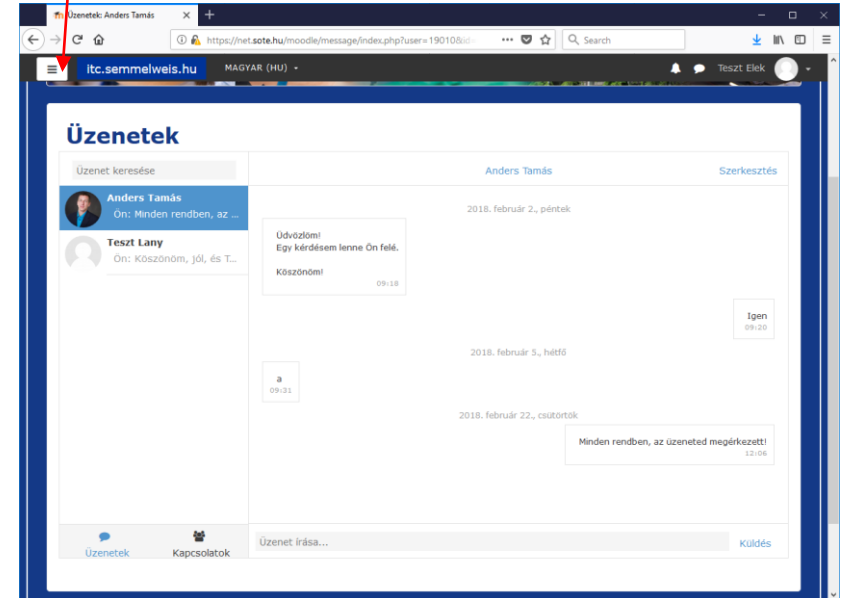 Üzenetek: Anders Tamás
https://net.sote.hu/moodle/message/index.php?user=19010&id=
Search
itc.semmelweis.hu
MAGYAR (HU)
Teszt Elek
Üzenetek
Üzenet keresése
Anders Tamás
Szerkesztés
Anders Tamás
Ön: Minden rendben, az ...
Teszt Lany
Ön: Köszönöm, jól, és T...
2018. február 2., péntek
Üdvözlöm!
Egy kérdésem lenne Ön felé.
Köszönöm!
09:18
Igen
09:20
2018. február 5., hétfő
a
09:31
2018. február 22., csütörtök
Minden rendben, az üzeneted megérkezett!
12:06
Üzenetek
Kapcsolatok
Üzenet írása...
Küldés